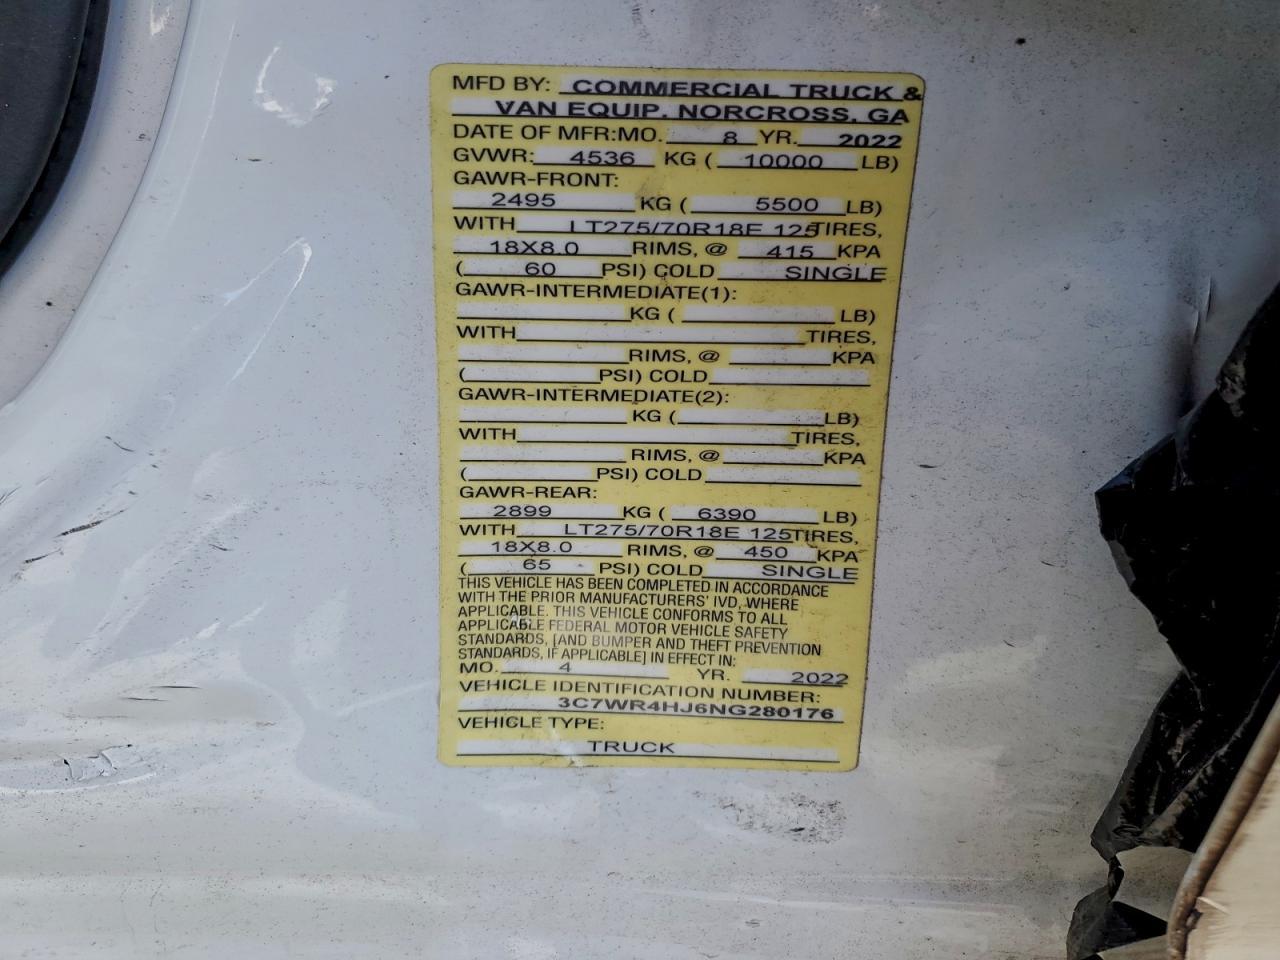 MFD BY: COMMERCIAL TRUCK &
VAN EQUIP. NORCROSS, GA
DATE OF MFR:MO. 8 YR. 2022
GVWR: 4536 KG ( 10000 LB)
GAWR-FRONT:
2495 KG ( 5500 LB)
WITH LT275/70R18E 125 TIRES,
18X8.0 RIMS, @ 415 KPA
( 60 PSI) COLD SINGLE
GAWR-INTERMEDIATE(1):
KG ( LB)
WITH TIRES,
RIMS, @ KPA
( PSI) COLD
GAWR-INTERMEDIATE(2):
KG ( LB)
WITH TIRES,
RIMS, @ KPA
( PSI) COLD
GAWR-REAR:
2899 KG ( 6390 LB)
WITH LT275/70R18E 125 TIRES,
18X8.0 RIMS, @ 450 KPA
( 65 PSI) COLD SINGLE
THIS VEHICLE HAS BEEN COMPLETED IN ACCORDANCE
WITH THE PRIOR MANUFACTURERS' IVD, WHERE
APPLICABLE. THIS VEHICLE CONFORMS TO ALL
APPLICABLE FEDERAL MOTOR VEHICLE SAFETY
STANDARDS, [AND BUMPER AND THEFT PREVENTION
STANDARDS, IF APPLICABLE] IN EFFECT IN:
MO. 4 YR. 2022
VEHICLE IDENTIFICATION NUMBER:
3C7WR4HJ6NG280176
VEHICLE TYPE:
TRUCK